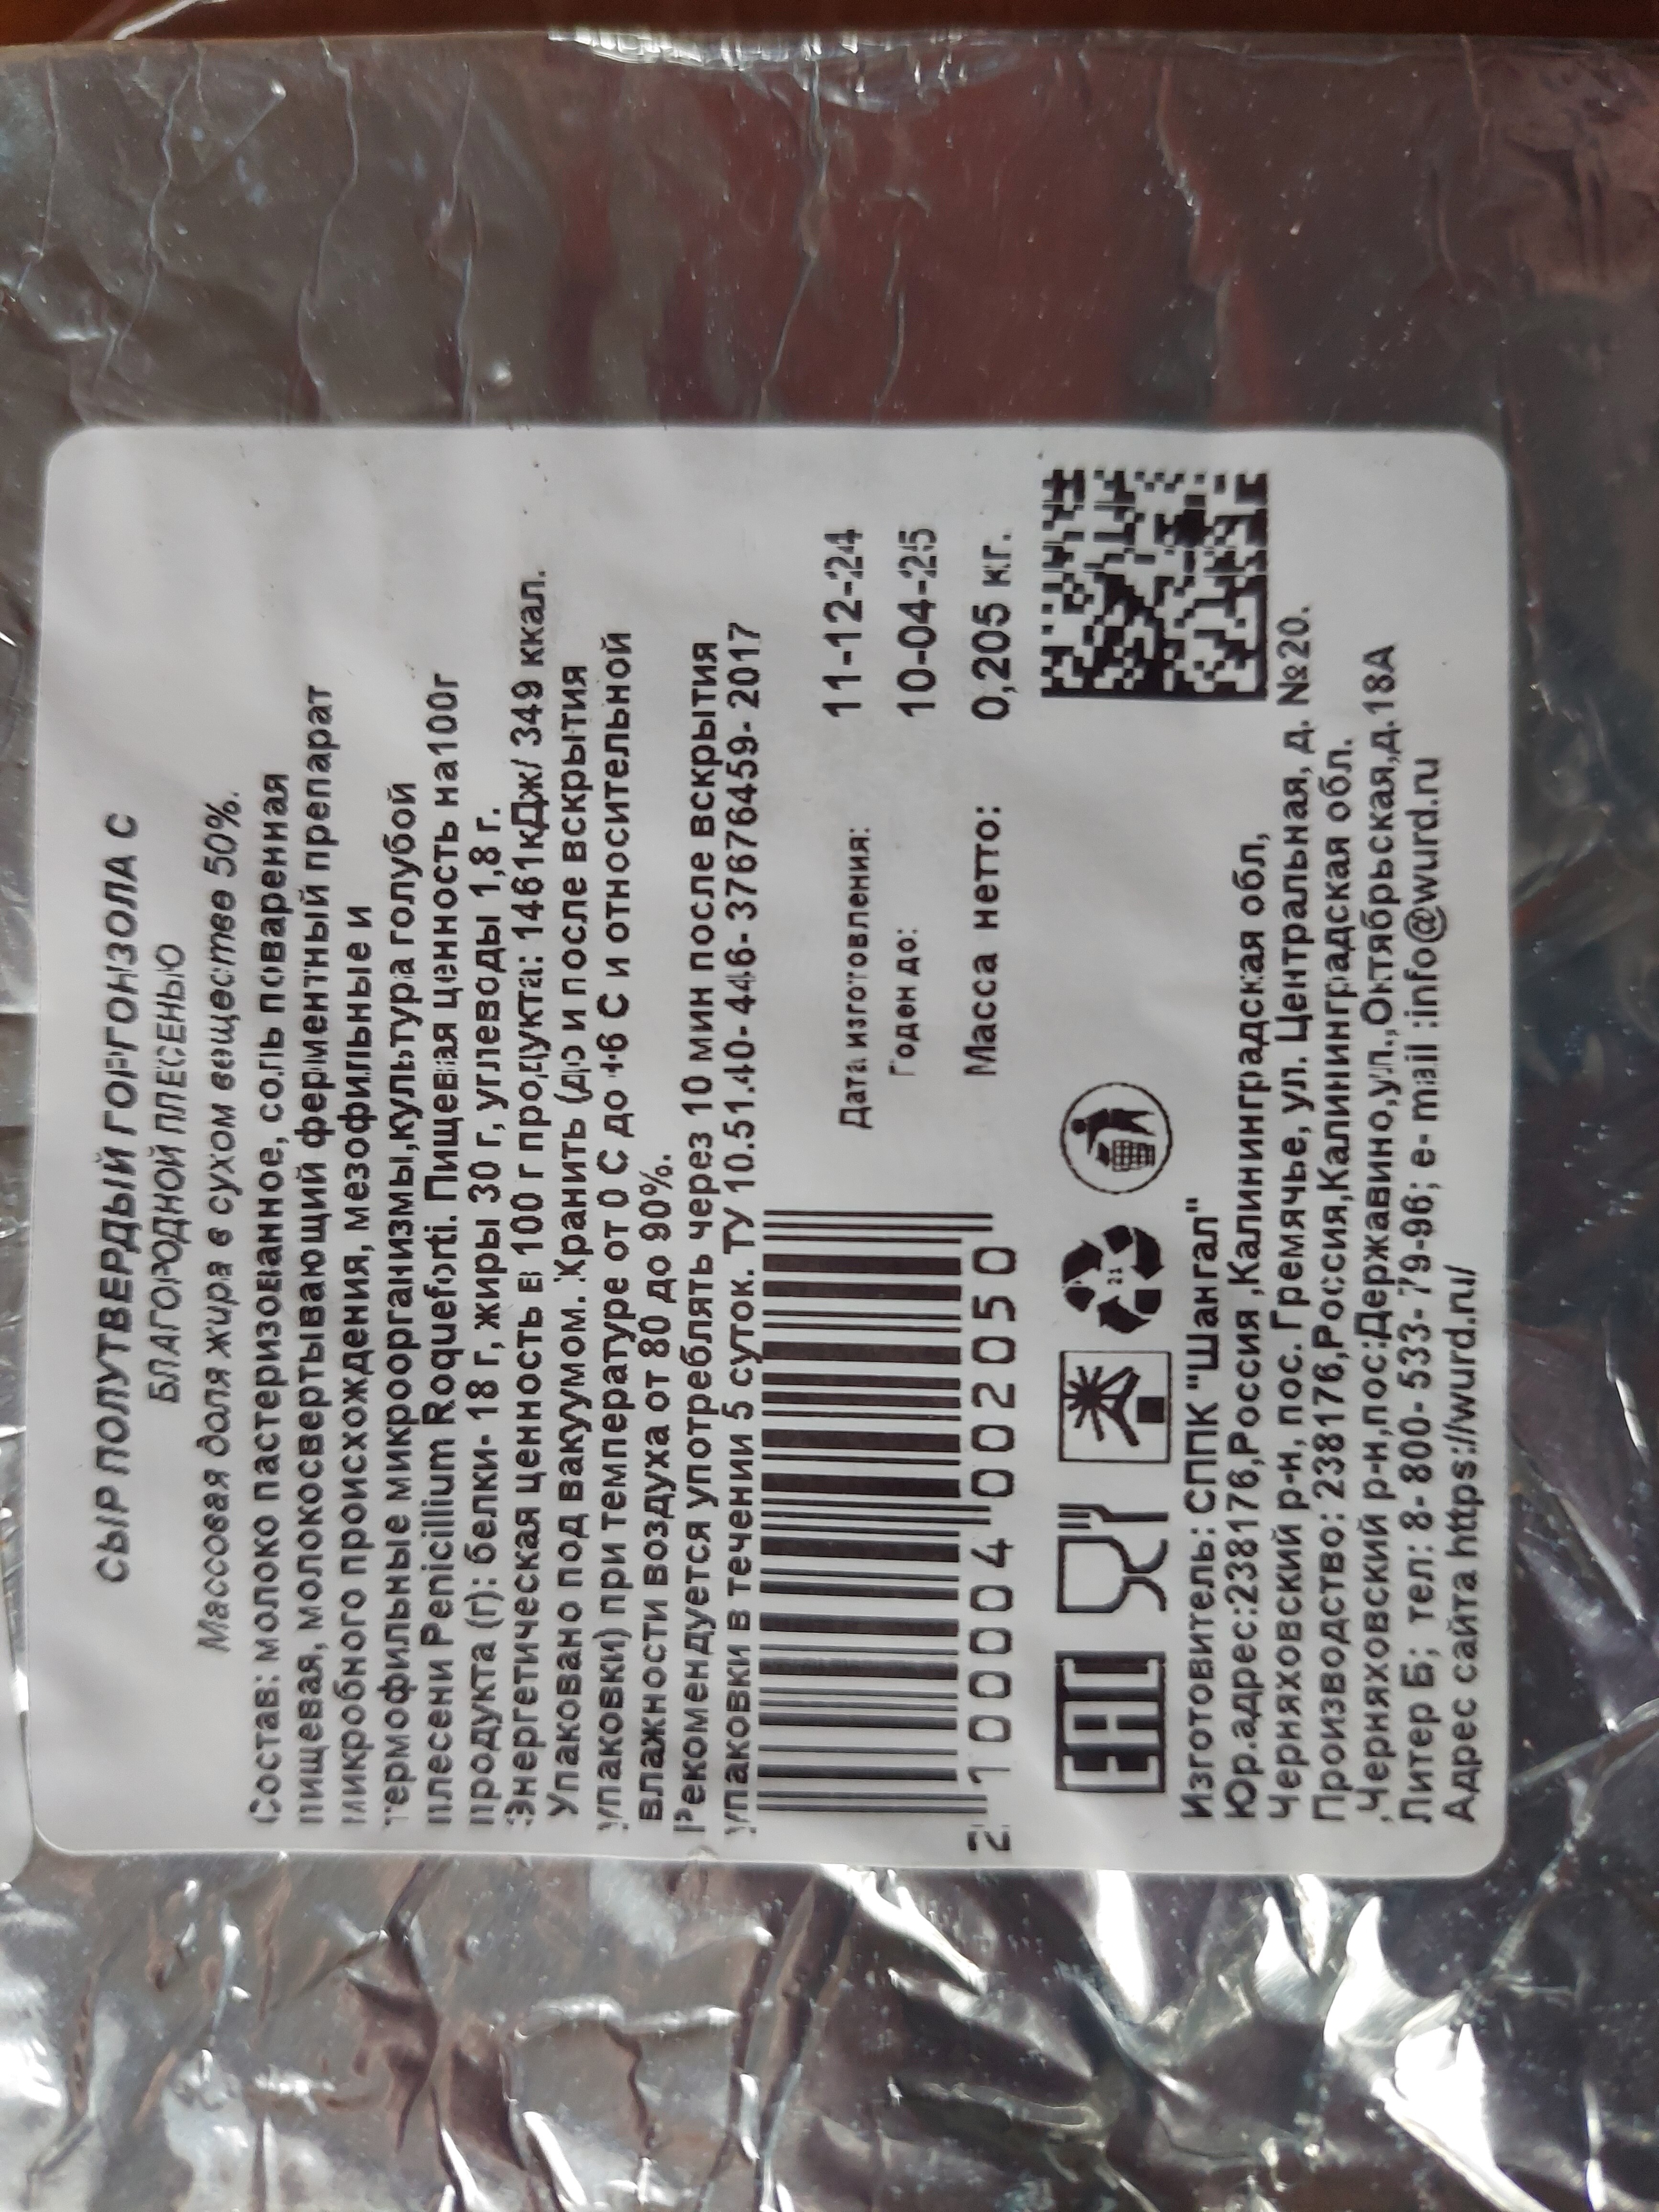 СЫР ПОЛУТВЕРДЫЙ ГОРГОНЗОЛА С
БЛАГОРОДНОЙ ПЛЕСЕНЬЮ
Массовая доля жира в сухом веществе 50%.
Состав: молоко пастеризованное, соль поваренная
пищевая, молокосвертывающий ферментный препарат
микробного происхождения, мезофильные и
термофильные микроорганизмы,культура голубой
плесени Penicillium Roqueforti. Пищевая ценность на100г
продукта (г): белки- 18 г, жиры 30 г, углеводы 1,8 г.
Энергетическая ценность в 100 г продукта: 1461кДж/ 349 ккал.
Упаковано под вакуумом. Хранить (до и после вскрытия
упаковки) при температуре от 0 С до +6 С и относительной
влажности воздуха от 80 до 90%.
Рекомендуется употреблять через 10 мин после вскрытия
упаковки в течении 5 суток. ТУ 10.51.40- 446- 37676459- 2017
Дата изготовления: 11-12-24
Годен до: 10-04-25
Масса нетто: 0,205 кг.
2 100004 002050
EAC
21
Изготовитель: СППК "Шангал"
Юр.адрес:238176,Россия ,Калининградская обл,
Черняховский р-н, пос. Гремячье, ул. Центральная, д. №20.
Производство: 238176,Россия,Калининградская обл.
,Черняховский р-н,пос:Державино,ул.,Октябрьская,д.18А
Литер Б; тел: 8- 800- 533- 79-96; e- mail :info@wurd.ru
Адрес сайта https://wurd.ru/